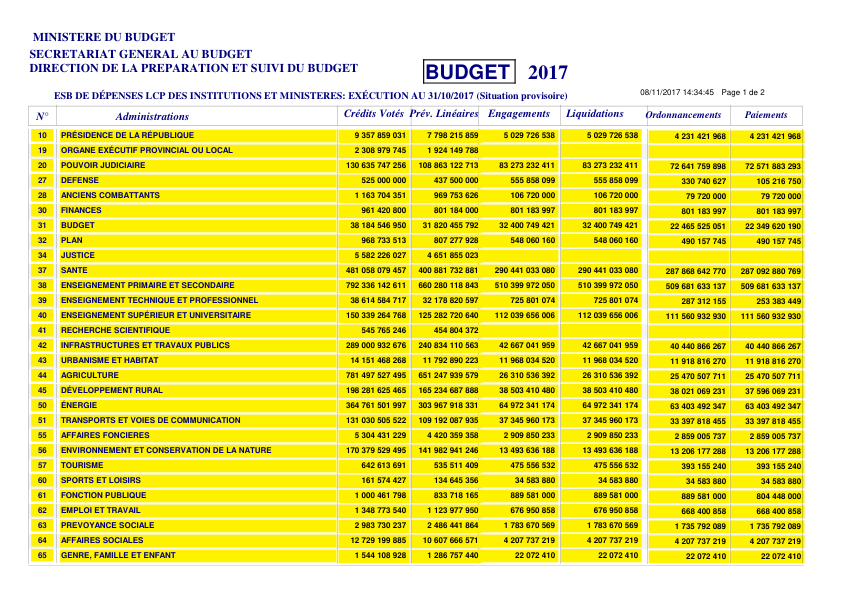 MINISTERE DU BUDGET
SECRETARIAT GENERAL AU BUDGET
DIRECTION DE LA PREPARATION ET SUIVI DU BUDGET
BUDGET 2017
ESB DE DÉPENSES LCP DES INSTITUTIONS ET MINISTERES: EXÉCUTION AU 31/10/2017 (Situation provisoire)
08/11/2017 14:34:45 Page 1 de 2
N° Administrations Crédits Votés Prév. Linéaires Engagements Liquidations Ordonnancements Paiements
10 PRÉSIDENCE DE LA RÉPUBLIQUE 9 357 859 031 7 798 215 859 5 029 726 538 5 029 726 538 4 231 421 968 4 231 421 968
19 ORGANE EXÉCUTIF PROVINCIAL OU LOCAL 2 308 979 745 1 924 149 788
20 POUVOIR JUDICIAIRE 130 635 747 256 108 863 122 713 83 273 232 411 83 273 232 411 72 641 759 898 72 571 883 293
27 DEFENSE 525 000 000 437 500 000 555 858 099 555 858 099 330 740 627 105 216 750
28 ANCIENS COMBATTANTS 1 163 704 351 969 753 626 106 720 000 106 720 000 79 720 000 79 720 000
30 FINANCES 961 420 800 801 184 000 801 183 997 801 183 997 801 183 997 801 183 997
31 BUDGET 38 184 546 950 31 820 455 792 32 400 749 421 32 400 749 421 22 465 525 051 22 349 620 190
32 PLAN 968 733 513 807 277 928 548 060 160 548 060 160 490 157 745 490 157 745
34 JUSTICE 5 582 226 027 4 651 855 023
37 SANTE 481 058 079 457 400 881 732 881 290 441 033 080 290 441 033 080 287 868 642 770 287 092 880 769
38 ENSEIGNEMENT PRIMAIRE ET SECONDAIRE 792 336 142 611 660 280 118 843 510 399 972 050 510 399 972 050 509 681 633 137 509 681 633 137
39 ENSEIGNEMENT TECHNIQUE ET PROFESSIONNEL 38 614 584 717 32 178 820 597 725 801 074 725 801 074 287 312 155 253 383 449
40 ENSEIGNEMENT SUPÉRIEUR ET UNIVERSITAIRE 150 339 264 768 125 282 720 640 112 039 656 006 112 039 656 006 111 560 932 930 111 560 932 930
41 RECHERCHE SCIENTIFIQUE 545 765 246 454 804 372
42 INFRASTRUCTURES ET TRAVAUX PUBLICS 289 000 932 676 240 834 110 563 42 667 041 959 42 667 041 959 40 440 866 267 40 440 866 267
43 URBANISME ET HABITAT 14 151 468 268 11 792 890 223 11 968 034 520 11 968 034 520 11 918 816 270 11 918 816 270
44 AGRICULTURE 781 497 527 495 651 247 939 579 26 310 536 392 26 310 536 392 25 470 507 711 25 470 507 711
45 DÉVELOPPEMENT RURAL 198 281 625 465 165 234 687 888 38 503 410 480 38 503 410 480 38 021 069 231 37 596 069 231
50 ÉNERGIE 364 761 501 997 303 967 918 331 64 972 341 174 64 972 341 174 63 403 492 347 63 403 492 347
51 TRANSPORTS ET VOIES DE COMMUNICATION 131 030 505 522 109 192 087 935 37 345 960 173 37 345 960 173 33 397 818 455 33 397 818 455
55 AFFAIRES FONCIERES 5 304 431 229 4 420 359 358 2 909 850 233 2 909 850 233 2 859 005 737 2 859 005 737
56 ENVIRONNEMENT ET CONSERVATION DE LA NATURE 170 379 529 495 141 982 941 246 13 493 636 188 13 493 636 188 13 206 177 288 13 206 177 288
57 TOURISME 642 613 691 535 511 409 475 556 532 475 556 532 393 155 240 393 155 240
60 SPORTS ET LOISIRS 161 574 427 134 645 356 34 583 880 34 583 880 34 583 880 34 583 880
61 FONCTION PUBLIQUE 1 000 461 798 833 718 165 889 581 000 889 581 000 889 581 000 804 448 000
62 EMPLOI ET TRAVAIL 1 348 773 540 1 123 977 950 676 950 858 676 950 858 668 400 858 668 400 858
63 PREVOYANCE SOCIALE 2 983 730 237 2 486 441 864 1 783 670 569 1 783 670 569 1 735 792 089 1 735 792 089
64 AFFAIRES SOCIALES 12 729 199 885 10 607 666 571 4 207 737 219 4 207 737 219 4 207 737 219 4 207 737 219
65 GENRE, FAMILLE ET ENFANT 1 544 108 928 1 286 757 440 22 072 410 22 072 410 22 072 410 22 072 410